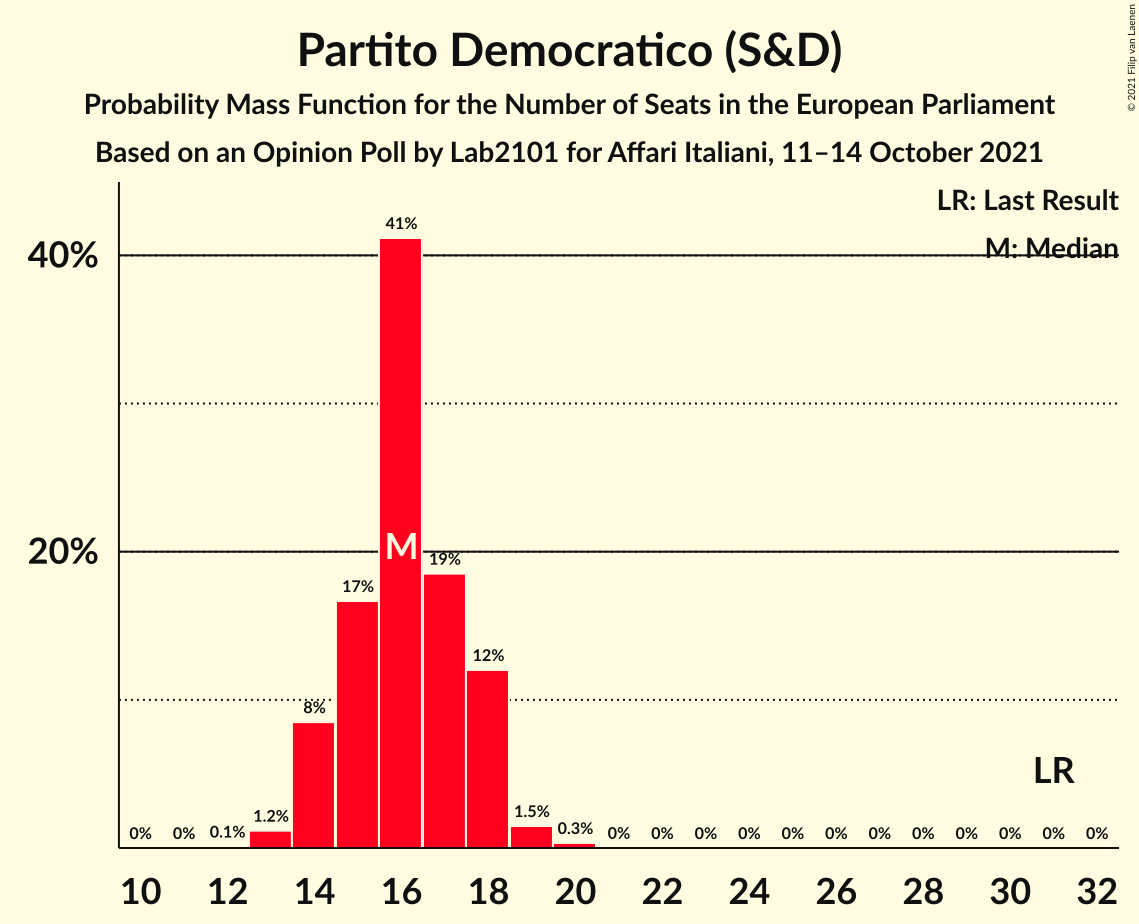 Partito Democratico (S&D)
Probability Mass Function for the Number of Seats in the European Parliament
Based on an Opinion Poll by Lab2101 for Affari Italiani, 11–14 October 2021
© 2021 Filip van Laenen
LR: Last Result
M: Median
40%
20%
0% 0% 0.1% 1.2% 8% 17% 41% 19% 12% 1.5% 0.3% 0% 0% 0% 0% 0% 0% 0% 0% 0% 0% 0% 0%
M
LR
10 12 14 16 18 20 22 24 26 28 30 32